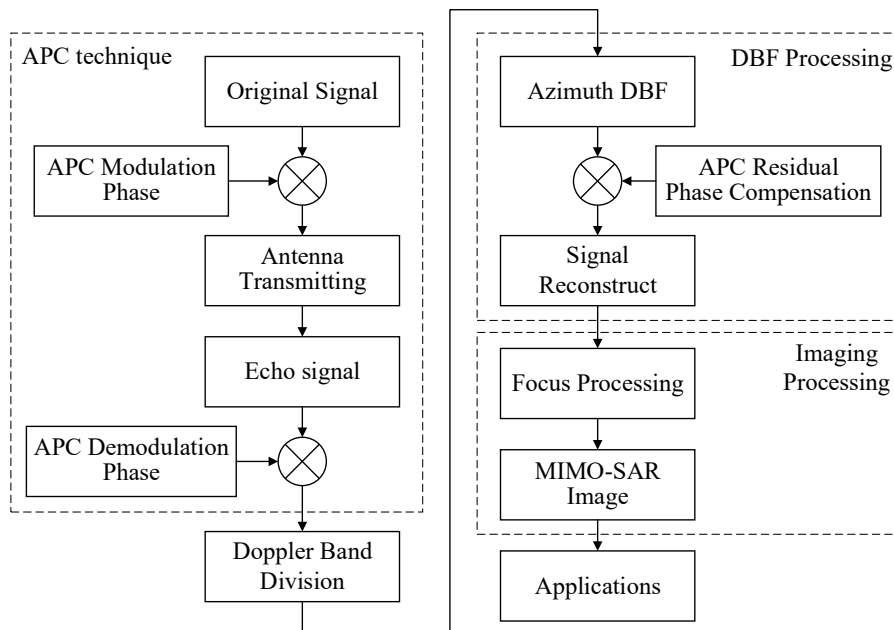 APC technique
Original Signal
APC Modulation
Phase
Antenna
Transmitting
Echo signal
APC Demodulation
Phase
Doppler Band
Division
DBF Processing
Azimuth DBF
APC Residual
Phase Compensation
Signal
Reconstruct
Imaging
Processing
Focus Processing
MIMO-SAR
Image
Applications